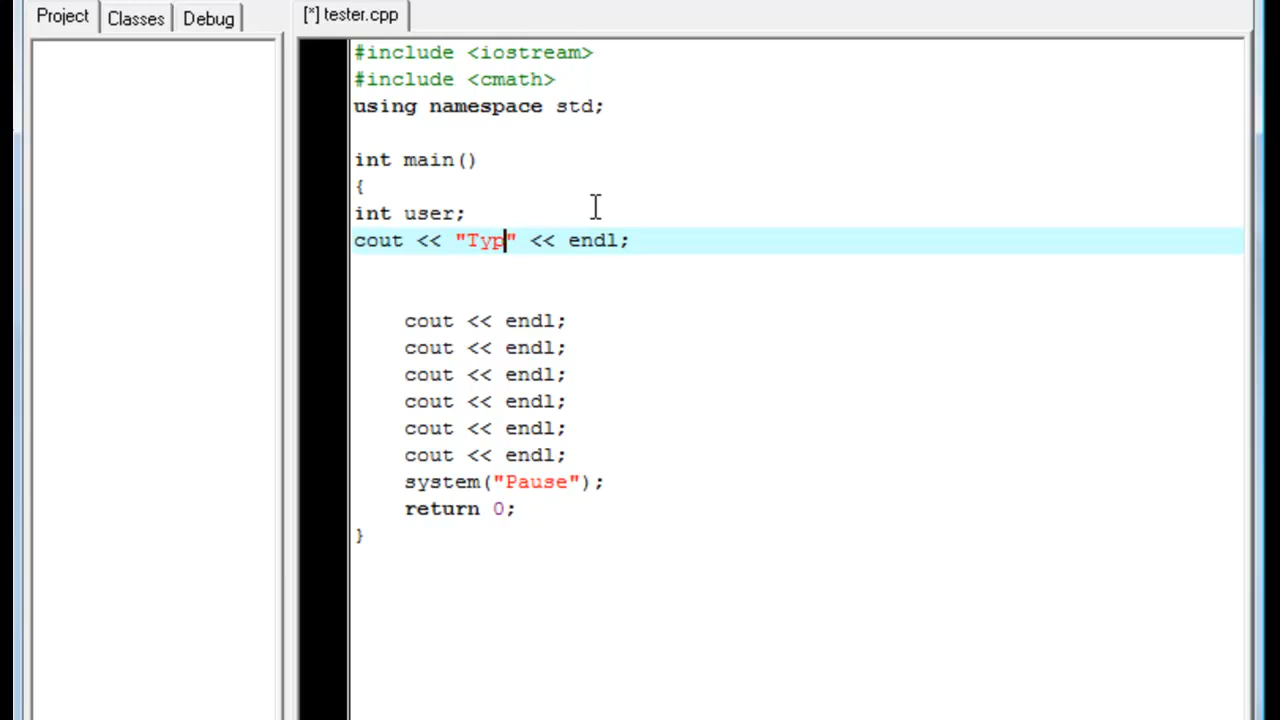 Project Classes Debug [*] tester.cpp
#include <iostream>
#include <cmath>
using namespace std;
int main()
{
int user;
cout << "Typ" << endl;
cout << endl;
cout << endl;
cout << endl;
cout << endl;
cout << endl;
cout << endl;
system("Pause");
return 0;
}